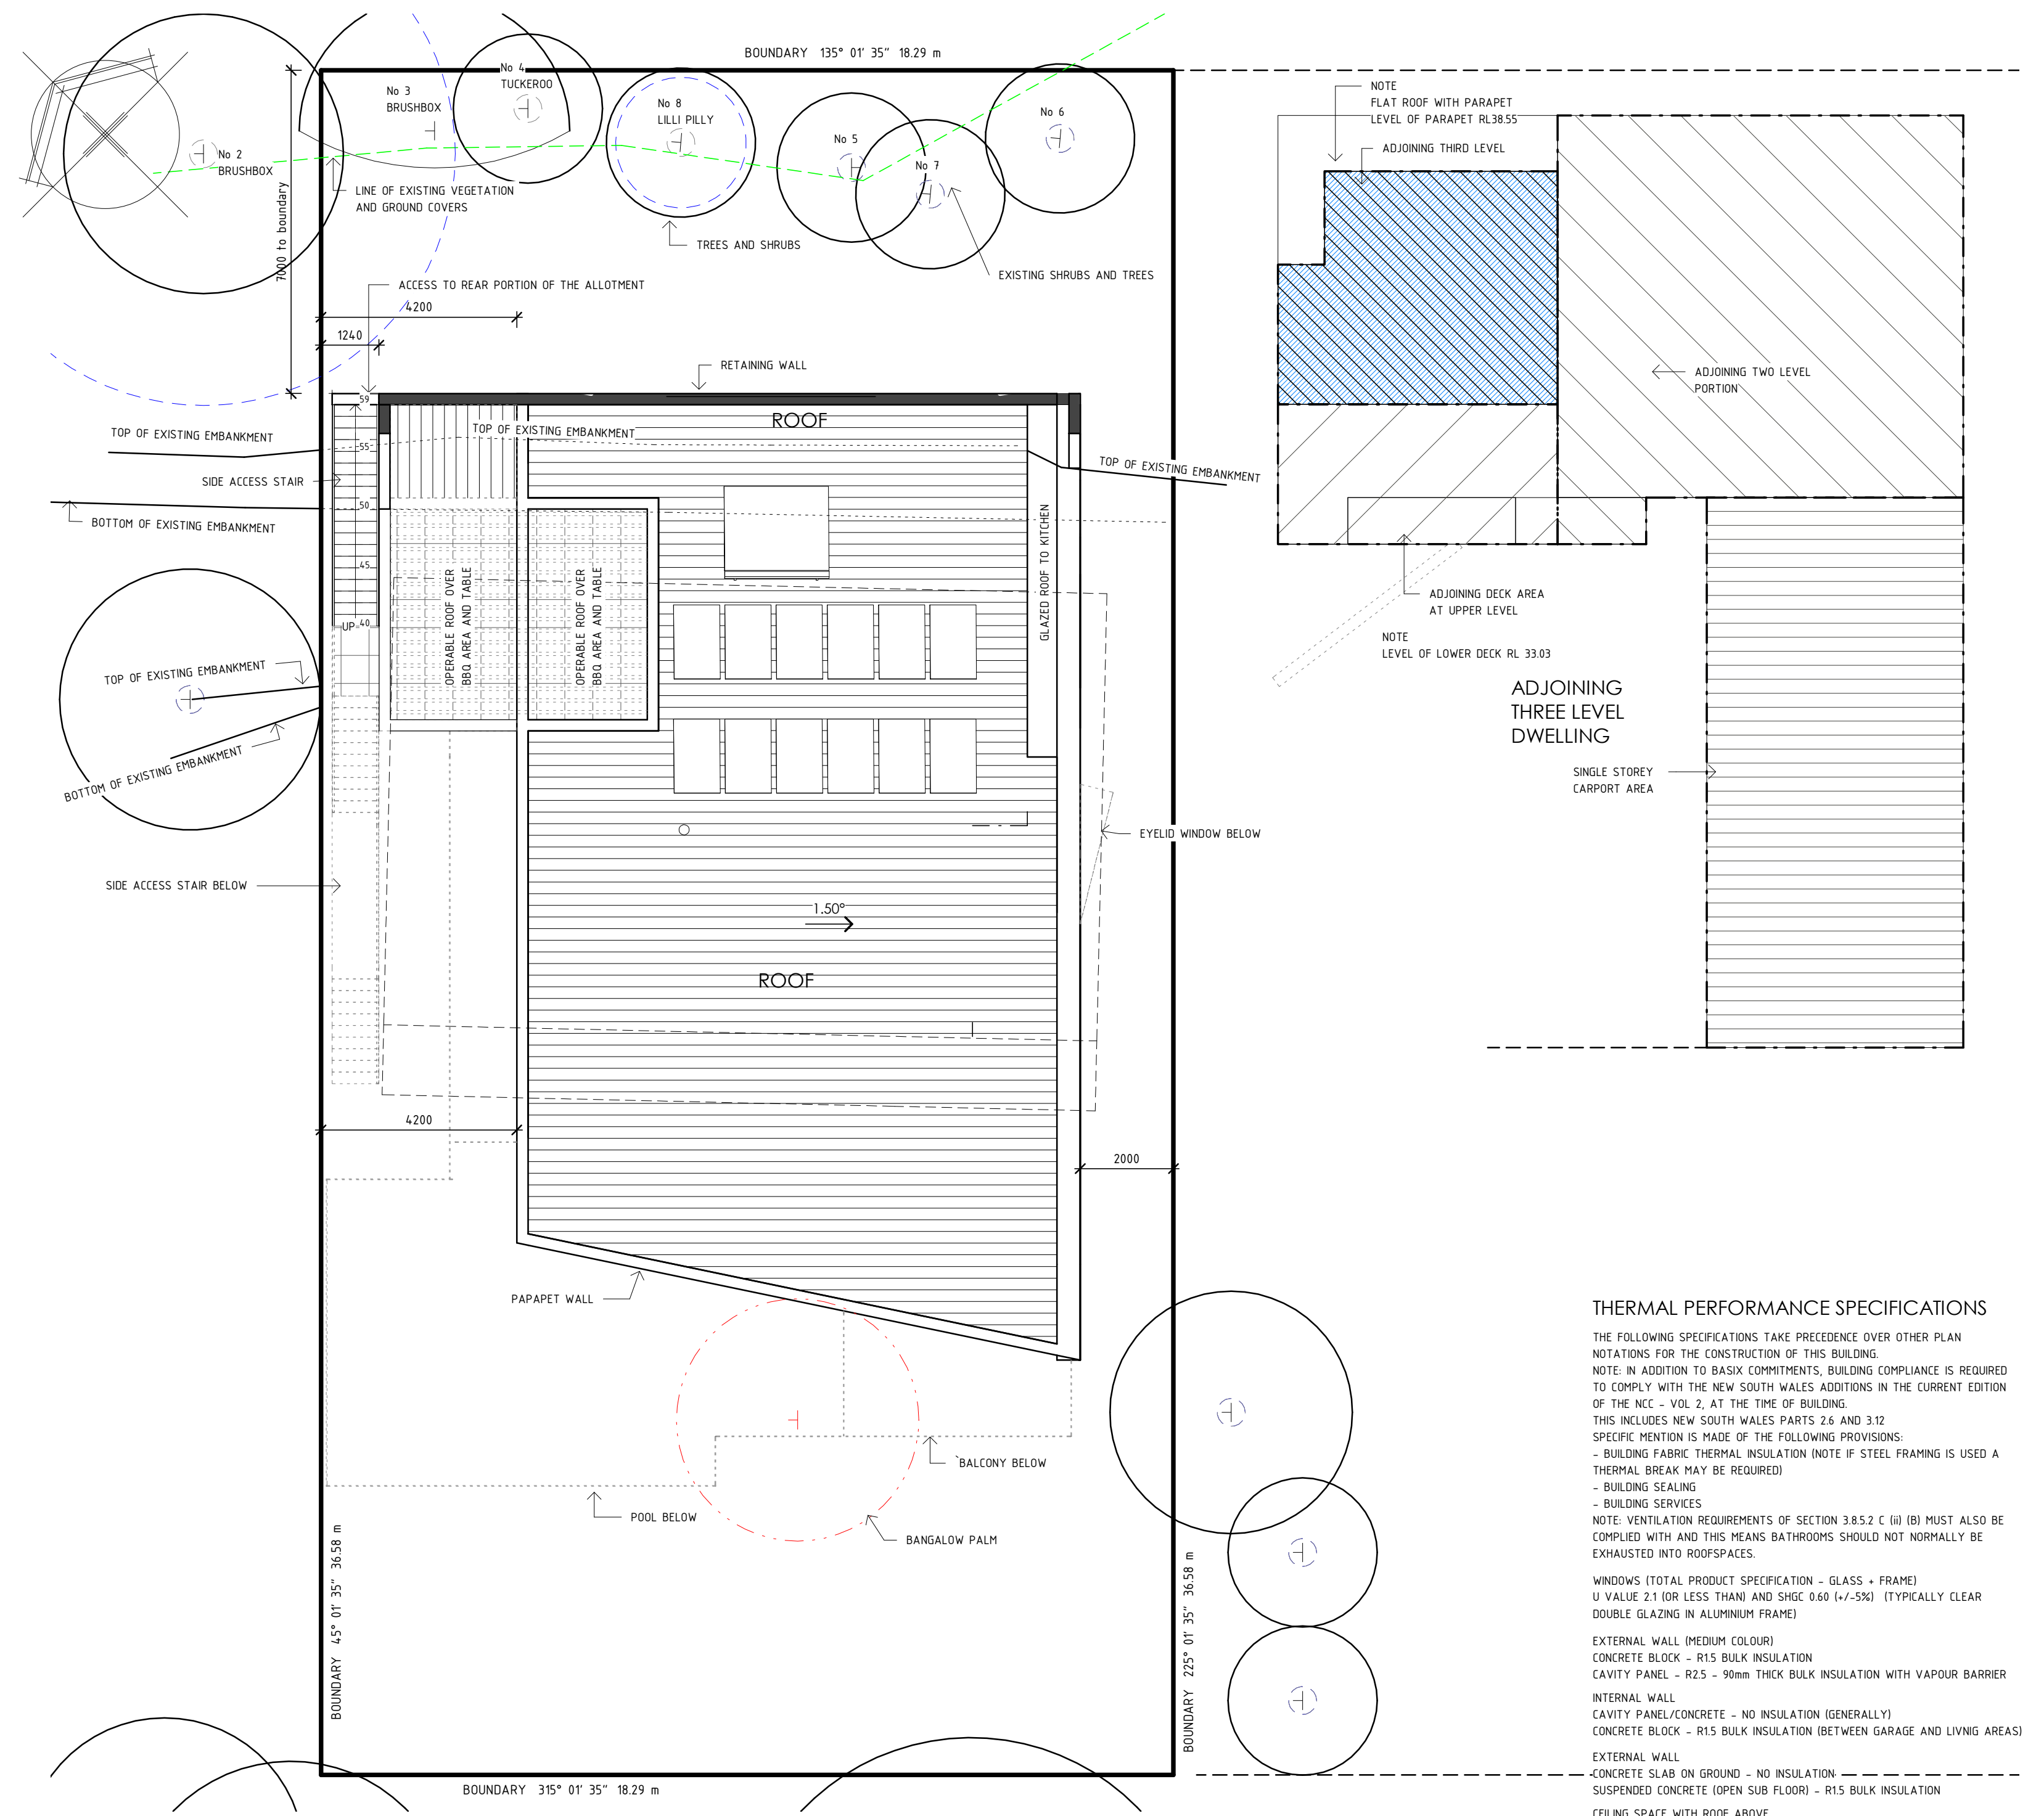 BOUNDARY 135° 01' 35" 18.29 m
No 4
TUCKEROO
No 3
BRUSHBOX
No 8
LILLI PILLY
No 5
No 7
No 6
No 2
BRUSHBOX
LINE OF EXISTING VEGETATION
AND GROUND COVERS
TREES AND SHRUBS
EXISTING SHRUBS AND TREES
7000 to boundary
ACCESS TO REAR PORTION OF THE ALLOTMENT
4200
1240
RETAINING WALL
NOTE
FLAT ROOF WITH PARAPET
LEVEL OF PARAPET RL38.55
ADJOINING THIRD LEVEL
ADJOINING TWO LEVEL
PORTION
59
ROOF
TOP OF EXISTING EMBANKMENT
TOP OF EXISTING EMBANKMENT
55
TOP OF EXISTING EMBANKMENT
SIDE ACCESS STAIR
50
BOTTOM OF EXISTING EMBANKMENT
45
OPERABLE ROOF OVER
BBQ AREA AND TABLE
OPERABLE ROOF OVER
BBQ AREA AND TABLE
GLAZED ROOF TO KITCHEN
UP
40
ADJOINING DECK AREA
AT UPPER LEVEL
NOTE
LEVEL OF LOWER DECK RL 33.03
ADJOINING
THREE LEVEL
DWELLING
TOP OF EXISTING EMBANKMENT
BOTTOM OF EXISTING EMBANKMENT
SINGLE STOREY
CARPORT AREA
EYELID WINDOW BELOW
SIDE ACCESS STAIR BELOW
1.50°
ROOF
4200
2000
PAPAPET WALL
`BALCONY BELOW
POOL BELOW
BANGALOW PALM
BOUNDARY 45° 01' 35" 36.58 m
BOUNDARY 225° 01' 35" 36.58 m
BOUNDARY 315° 01' 35" 18.29 m
THERMAL PERFORMANCE SPECIFICATIONS
THE FOLLOWING SPECIFICATIONS TAKE PRECEDENCE OVER OTHER PLAN
NOTATIONS FOR THE CONSTRUCTION OF THIS BUILDING.
NOTE: IN ADDITION TO BASIX COMMITMENTS, BUILDING COMPLIANCE IS REQUIRED
TO COMPLY WITH THE NEW SOUTH WALES ADDITIONS IN THE CURRENT EDITION
OF THE NCC - VOL 2, AT THE TIME OF BUILDING.
THIS INCLUDES NEW SOUTH WALES PARTS 2.6 AND 3.12
SPECIFIC MENTION IS MADE OF THE FOLLOWING PROVISIONS:
- BUILDING FABRIC THERMAL INSULATION (NOTE IF STEEL FRAMING IS USED A
THERMAL BREAK MAY BE REQUIRED)
- BUILDING SEALING
- BUILDING SERVICES
NOTE: VENTILATION REQUIREMENTS OF SECTION 3.8.5.2 C (ii) (B) MUST ALSO BE
COMPLIED WITH AND THIS MEANS BATHROOMS SHOULD NOT NORMALLY BE
EXHAUSTED INTO ROOFSPACES.
WINDOWS (TOTAL PRODUCT SPECIFICATION - GLASS + FRAME)
U VALUE 2.1 (OR LESS THAN) AND SHGC 0.60 (+/-5%) (TYPICALLY CLEAR
DOUBLE GLAZING IN ALUMINIUM FRAME)
EXTERNAL WALL (MEDIUM COLOUR)
CONCRETE BLOCK - R1.5 BULK INSULATION
CAVITY PANEL - R2.5 - 90mm THICK BULK INSULATION WITH VAPOUR BARRIER
INTERNAL WALL
CAVITY PANEL/CONCRETE - NO INSULATION (GENERALLY)
CONCRETE BLOCK - R1.5 BULK INSULATION (BETWEEN GARAGE AND LIVNIG AREAS)
EXTERNAL WALL
CONCRETE SLAB ON GROUND - NO INSULATION
SUSPENDED CONCRETE (OPEN SUB FLOOR) - R1.5 BULK INSULATION
CEILING SPACE WITH ROOF ABOVE